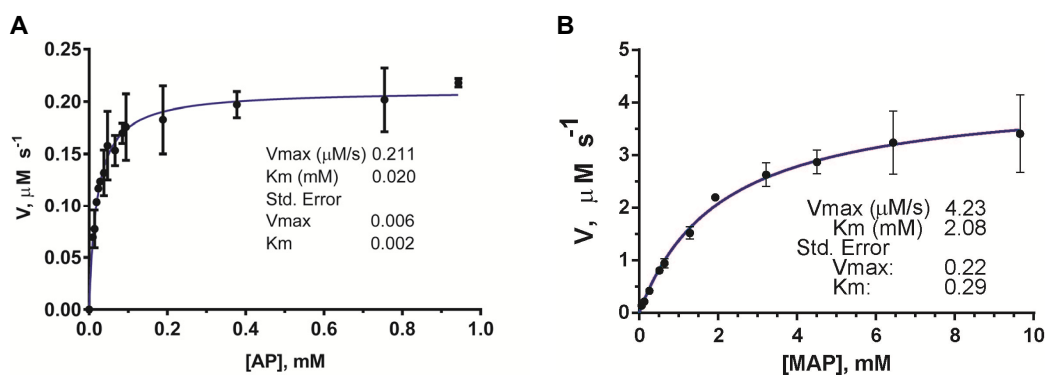 A
0.25
0.20
0.15
0.10
0.05
0.00
V, µM s-1
0.0 0.2 0.4 0.6 0.8 1.0
[AP], mM
Vmax (µM/s) 0.211
Km (mM) 0.020
Std. Error
Vmax 0.006
Km 0.002
B
5
4
3
2
1
0
V, µM s-1
0 2 4 6 8 10
[MAP], mM
Vmax (µM/s) 4.23
Km (mM) 2.08
Std. Error
Vmax: 0.22
Km: 0.29